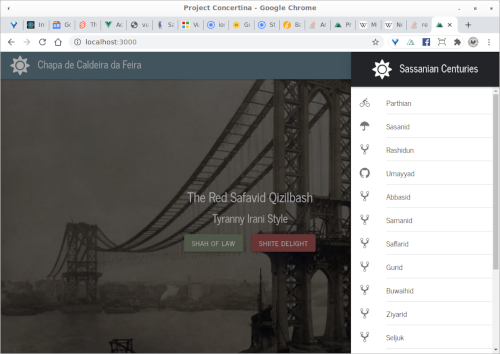 Project Concertina - Google Chrome
localhost:3000
Chapa de Caldeira da Feira
Sassanian Centuries
Parthian
Sasanid
Rashidun
Umayyad
Abbasid
Samanid
Saffarid
Gurid
Buwaihid
Ziyarid
Seljuk
The Red Safavid Qizilbash
Tyranny Irani Style
SHAH OF LAW
SHIITE DELIGHT